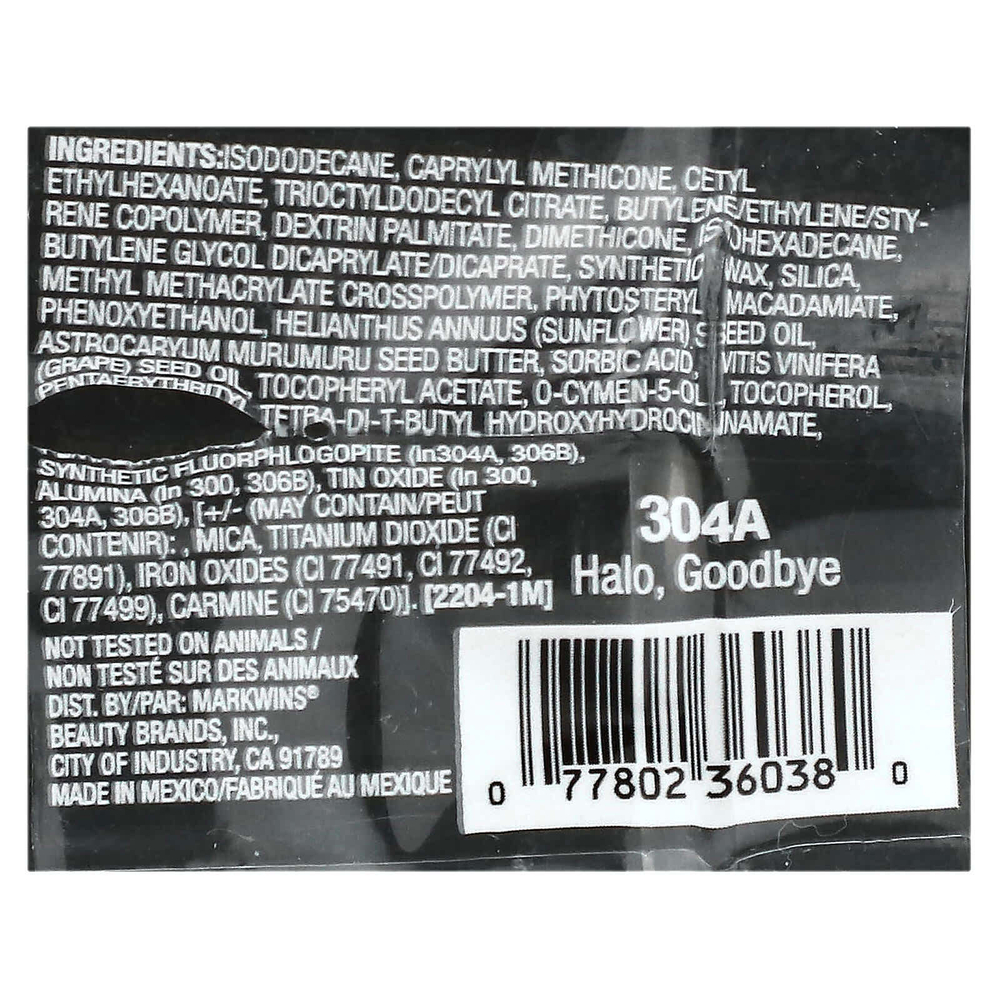 INGREDIENTS:ISODODECANE, CAPRYLYL METHICONE, CETYL
ETHYLHEXANOATE, TRIOCTYLDODECYL CITRATE, BUTYLENE/ETHYLENE/STY-
RENE COPOLYMER, DEXTRIN PALMITATE, DIMETHICONE, ISOHEXADECANE,
BUTYLENE GLYCOL DICAPRYLATE/DICAPRATE, SYNTHETIC WAX, SILICA,
METHYL METHACRYLATE CROSSPOLYMER, PHYTOSTERYL MACADAMIATE,
PHENOXYETHANOL, HELIANTHUS ANNUUS (SUNFLOWER) SEED OIL,
ASTROCARYUM MURUMURU SEED BUTTER, SORBIC ACID, VITIS VINIFERA
(GRAPE) SEED OIL, TOCOPHERYL ACETATE, O-CYMEN-5-OL, TOCOPHEROL,
PENTAERYTHRITYL TETRA-DI-T-BUTYL HYDROXYHYDROCINNAMATE,
SYNTHETIC FLUORPHLOGOPITE (In304A, 306B),
ALUMINA (In 300, 306B), TIN OXIDE (In 300,
304A, 306B), [+/- (MAY CONTAIN/PEUT
CONTENIR): , MICA, TITANIUM DIOXIDE (CI
77891), IRON OXIDES (CI 77491, CI 77492,
CI 77499), CARMINE (CI 75470)]. [2204-1M]
304A
Halo, Goodbye
NOT TESTED ON ANIMALS /
NON TESTÉ SUR DES ANIMAUX
DIST. BY/PAR: MARKWINS®
BEAUTY BRANDS, INC.,
CITY OF INDUSTRY, CA 91789
MADE IN MEXICO/FABRIQUÉ AU MEXIQUE
0 77802 36038 0